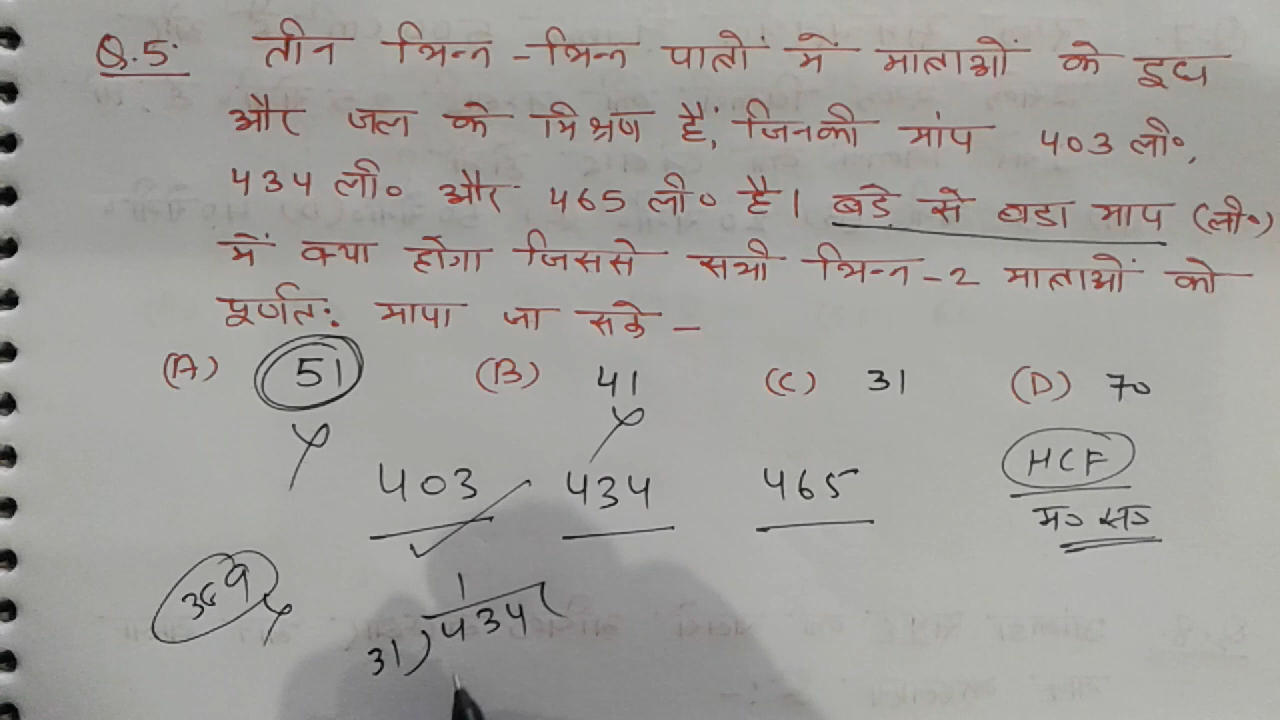 Q.5. तीन भिन्न-भिन्न पात्रों में मात्राओं के दूध
और जल के मिश्रण हैं, जिनकी मांप 403 ली०,
434 ली० और 465 ली० है। बडे से बडा माप (ली०)
में क्या होगा जिससे सभी भिन्न-2 मात्राओं को
पूर्णत: मापा जा सके –
(A) 51 (B) 41 (C) 31 (D) 70
HCF
403 434 465
म० स०
1
31) 434 (